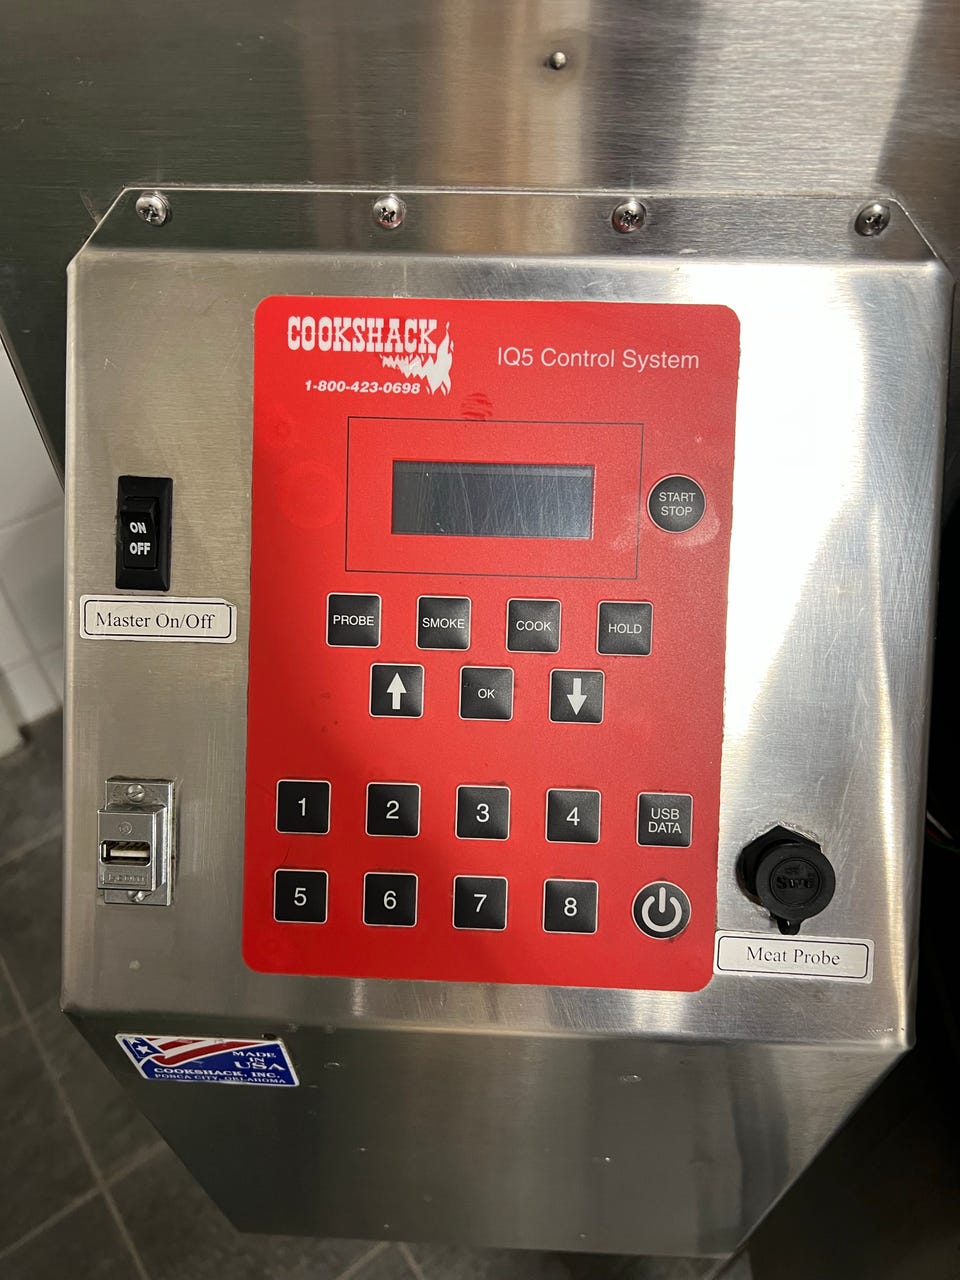 COOKSHACK
1-800-423-0698
IQ5 Control System
START
STOP
ON
OFF
Master On/Off
PROBE
SMOKE
COOK
HOLD
OK
1
2
3
4
USB
DATA
5
6
7
8
Meat Probe
MADE
IN
USA
COOKSHACK, INC.
PONCA CITY, OKLAHOMA